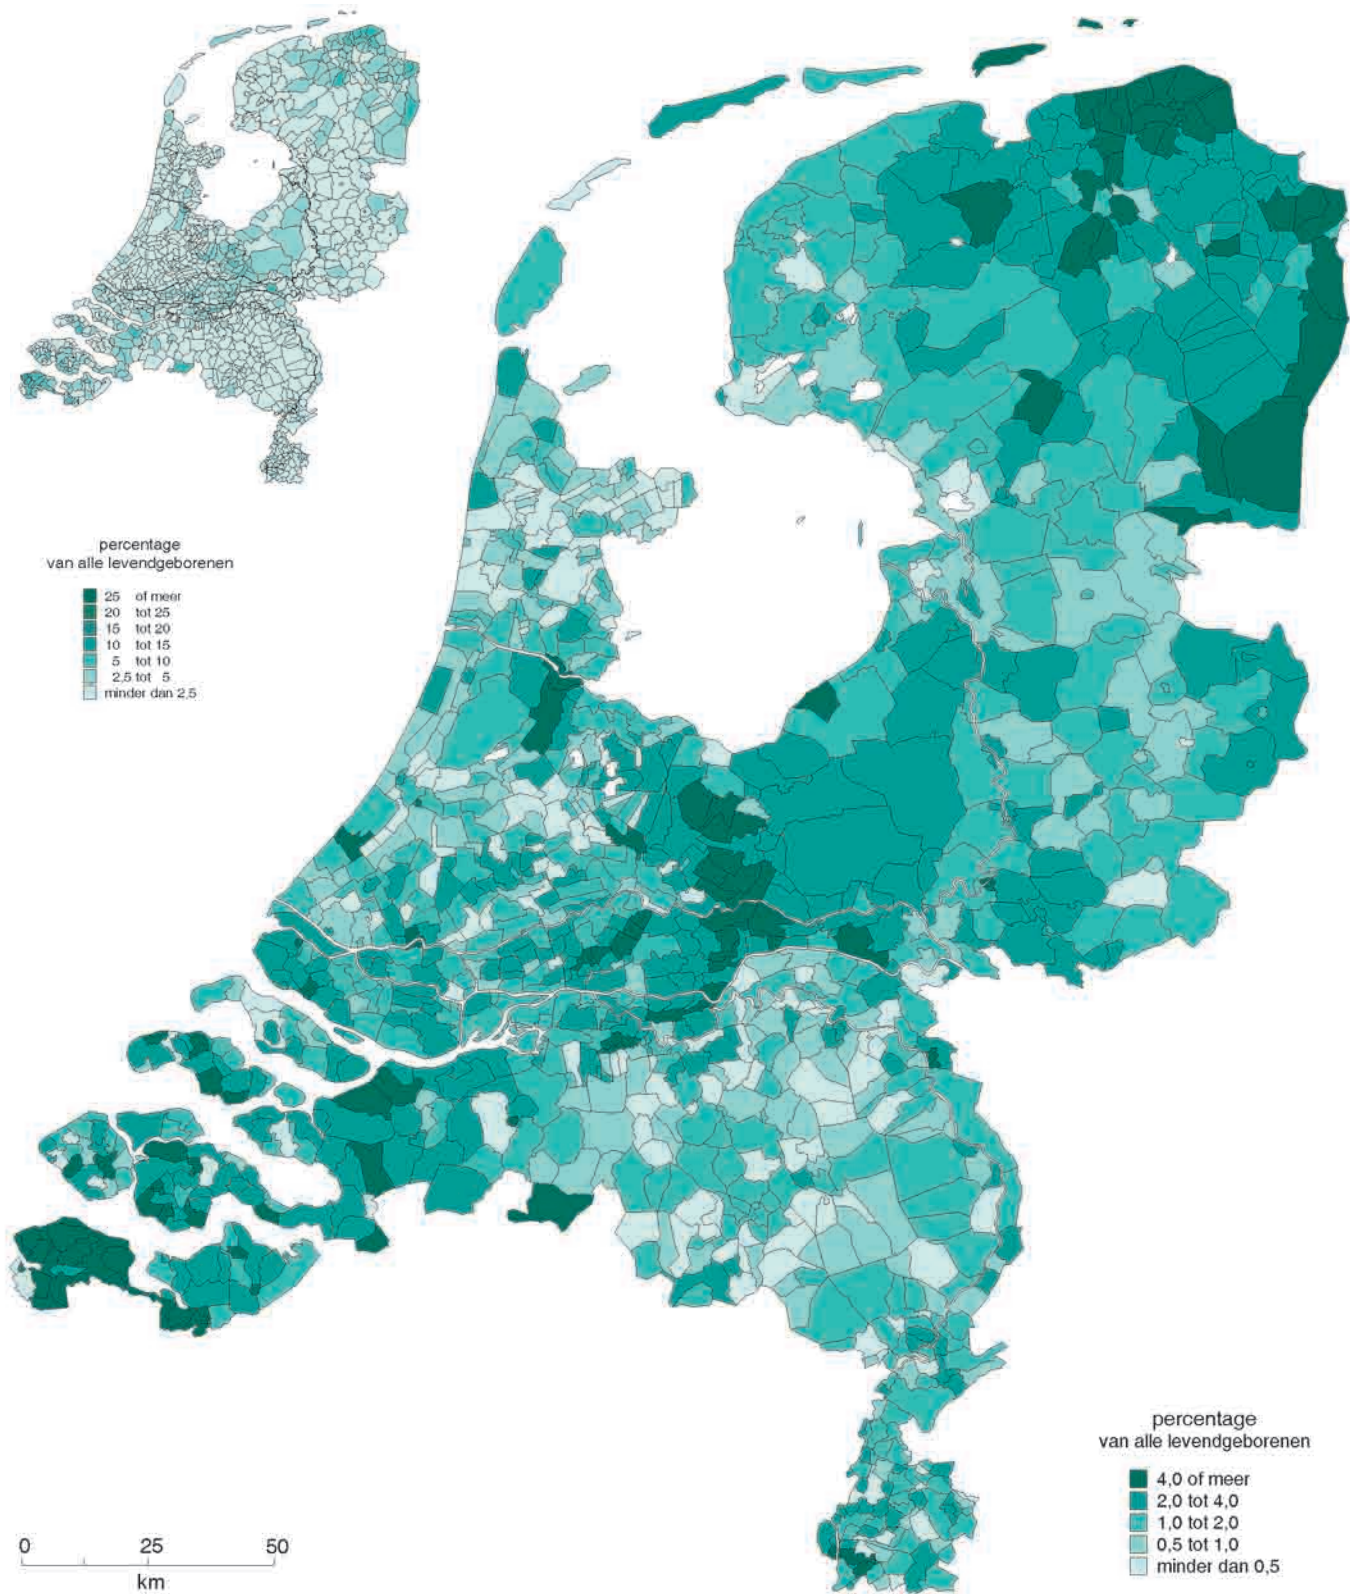 percentage
van alle levendgeborenen
25 of meer
20 tot 25
15 tot 20
10 tot 15
5 tot 10
2,5 tot 5
minder dan 2,5
percentage
van alle levendgeborenen
4,0 of meer
2,0 tot 4,0
1,0 tot 2,0
0,5 tot 1,0
minder dan 0,5
0 25 50
km